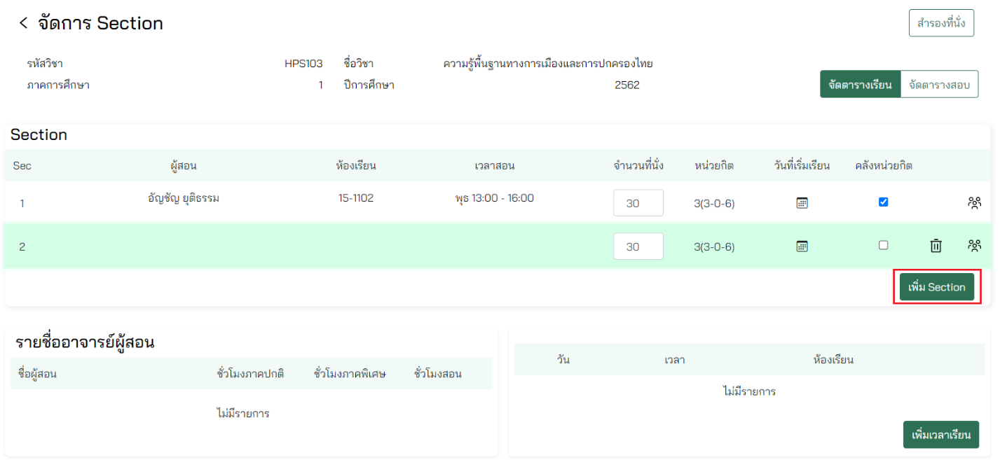 จัดการ Section
สำรองที่นั่ง
รหัสวิชา HPS103 ชื่อวิชา ความรู้พื้นฐานทางการเมืองและการปกครองไทย
ภาคการศึกษา 1 ปีการศึกษา 2562
จัดตารางเรียน จัดตารางสอบ
Section
Sec ผู้สอน ห้องเรียน เวลาสอน จำนวนที่นั่ง หน่วยกิต วันที่เริ่มเรียน คลังหน่วยกิต
1 อัญชัญ ยุติธรรม 15-1102 พุธ 13:00 - 16:00 30 3(3-0-6)
2 30 3(3-0-6)
เพิ่ม Section
รายชื่ออาจารย์ผู้สอน
ชื่อผู้สอน ชั่วโมงภาคปกติ ชั่วโมงภาคพิเศษ ชั่วโมงสอน
ไม่มีรายการ
วัน เวลา ห้องเรียน
ไม่มีรายการ
เพิ่มเวลาเรียน